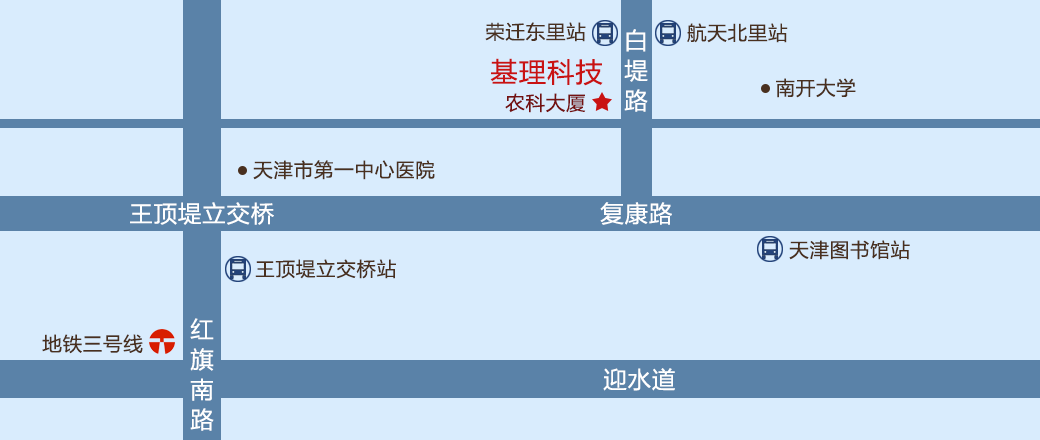 荣迁东里站
航天北里站
白堤路
基理科技
农科大厦
南开大学
天津市第一中心医院
王顶堤立交桥
复康路
天津图书馆站
王顶堤立交桥站
地铁三号线
红旗南路
迎水道